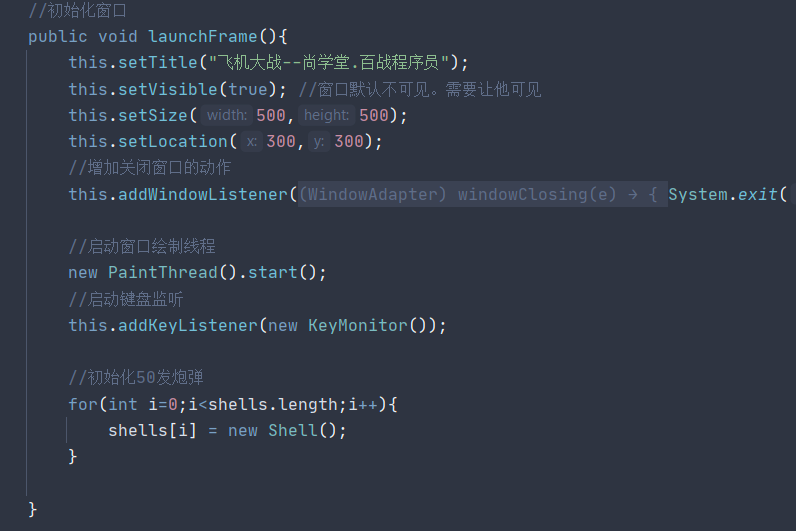 //初始化窗口
public void launchFrame(){
this.setTitle("飞机大战--尚学堂.百战程序员");
this.setVisible(true); //窗口默认不可见。需要让他可见
this.setSize( width: 500, height: 500);
this.setLocation( x: 300, y: 300);
//增加关闭窗口的动作
this.addWindowListener((WindowAdapter) windowClosing(e) → { System.exit(
//启动窗口绘制线程
new PaintThread().start();
//启动键盘监听
this.addKeyListener(new KeyMonitor());
//初始化50发炮弹
for(int i=0;i<shells.length;i++){
shells[i] = new Shell();
}
}